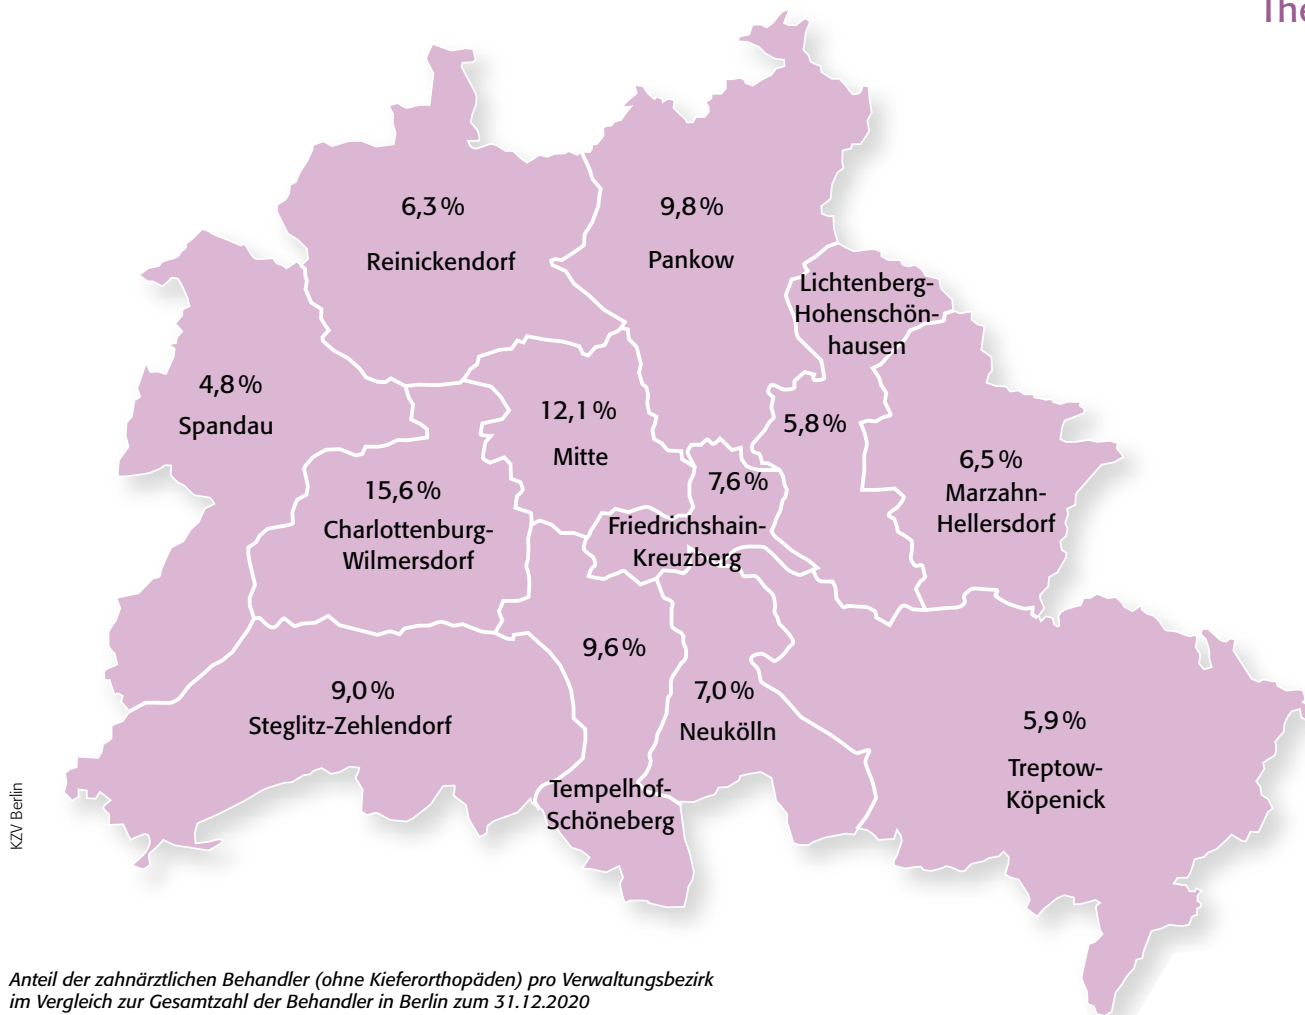 The
6,3 %
Reinickendorf
9,8 %
Pankow
Lichtenberg-
Hohenschön-
hausen
5,8 %
4,8 %
Spandau
12,1 %
Mitte
7,6 %
Friedrichshain-
Kreuzberg
6,5 %
Marzahn-
Hellersdorf
15,6 %
Charlottenburg-
Wilmersdorf
9,6 %
Tempelhof-
Schöneberg
9,0 %
Steglitz-Zehlendorf
7,0 %
Neukölln
5,9 %
Treptow-
Köpenick
KZV Berlin
Anteil der zahnärztlichen Behandler (ohne Kieferorthopäden) pro Verwaltungsbezirk
im Vergleich zur Gesamtzahl der Behandler in Berlin zum 31.12.2020